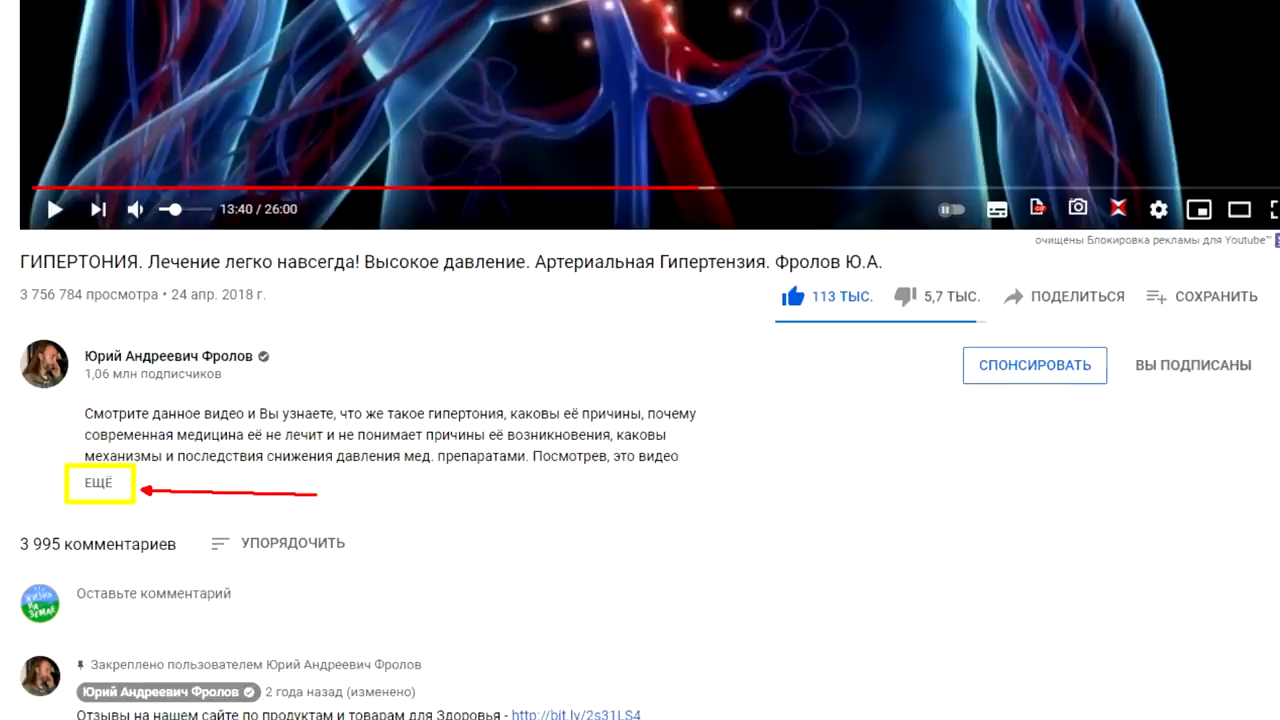 13:40 / 26:00
очищены Блокировка рекламы для Youtube™
ГИПЕРТОНИЯ. Лечение легко навсегда! Высокое давление. Артериальная Гипертензия. Фролов Ю.А.
3 756 784 просмотра • 24 апр. 2018 г.
113 ТЫС.
5,7 ТЫС.
ПОДЕЛИТЬСЯ
СОХРАНИТЬ
Юрий Андреевич Фролов
1,06 млн подписчиков
СПОНСИРОВАТЬ
ВЫ ПОДПИСАНЫ
Смотрите данное видео и Вы узнаете, что же такое гипертония, каковы её причины, почему
современная медицина её не лечит и не понимает причины её возникновения, каковы
механизмы и последствия снижения давления мед. препаратами. Посмотрев, это видео
ЕЩЁ
3 995 комментариев
УПОРЯДОЧИТЬ
ЖИЗНЬ
НА
ЗЕМЛЕ
Оставьте комментарий
Закреплено пользователем Юрий Андреевич Фролов
Юрий Андреевич Фролов
2 года назад (изменено)
Отзывы на нашем сайте по продуктам и товарам для Здоровья - http://bit.ly/2s31LS4